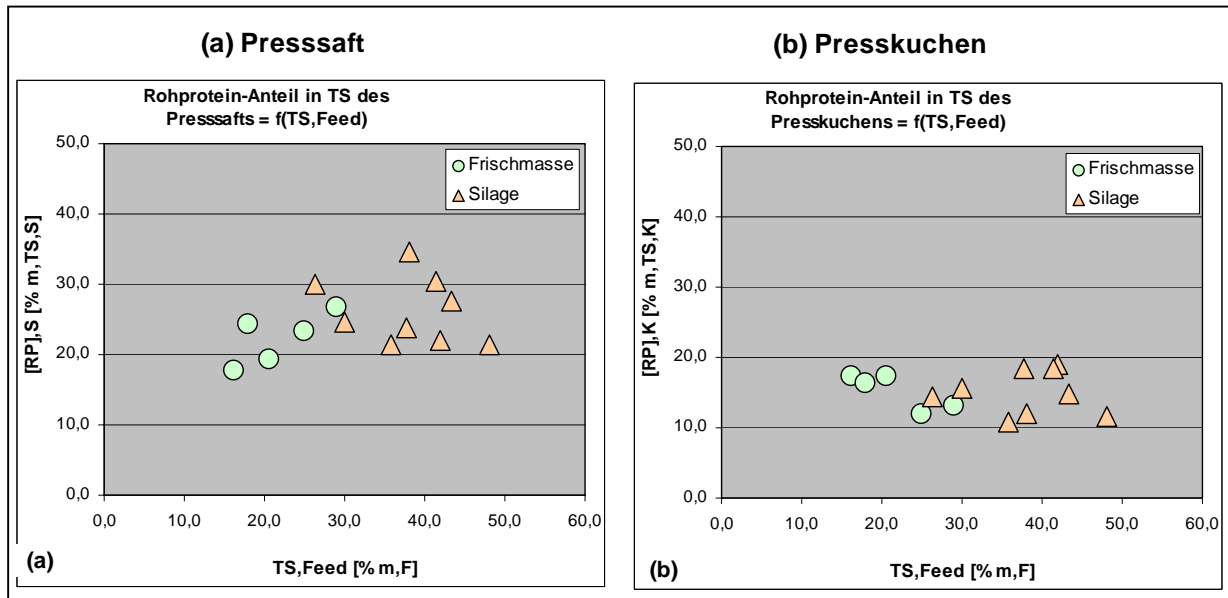 (a) Presssaft
(b) Presskuchen
Rohprotein-Anteil in TS des
Presssafts = f(TS,Feed)
50,0
40,0
30,0
20,0
10,0
0,0
[RP],S [% m,TS,S]
Frischmasse
Silage
0,0 10,0 20,0 30,0 40,0 50,0 60,0
TS,Feed [% m,F]
(a)
Rohprotein-Anteil in TS des
Presskuchens = f(TS,Feed)
50,0
40,0
30,0
20,0
10,0
0,0
[RP],K [% m,TS,K]
Frischmasse
Silage
0,0 10,0 20,0 30,0 40,0 50,0 60,0
TS,Feed [% m,F]
(b)